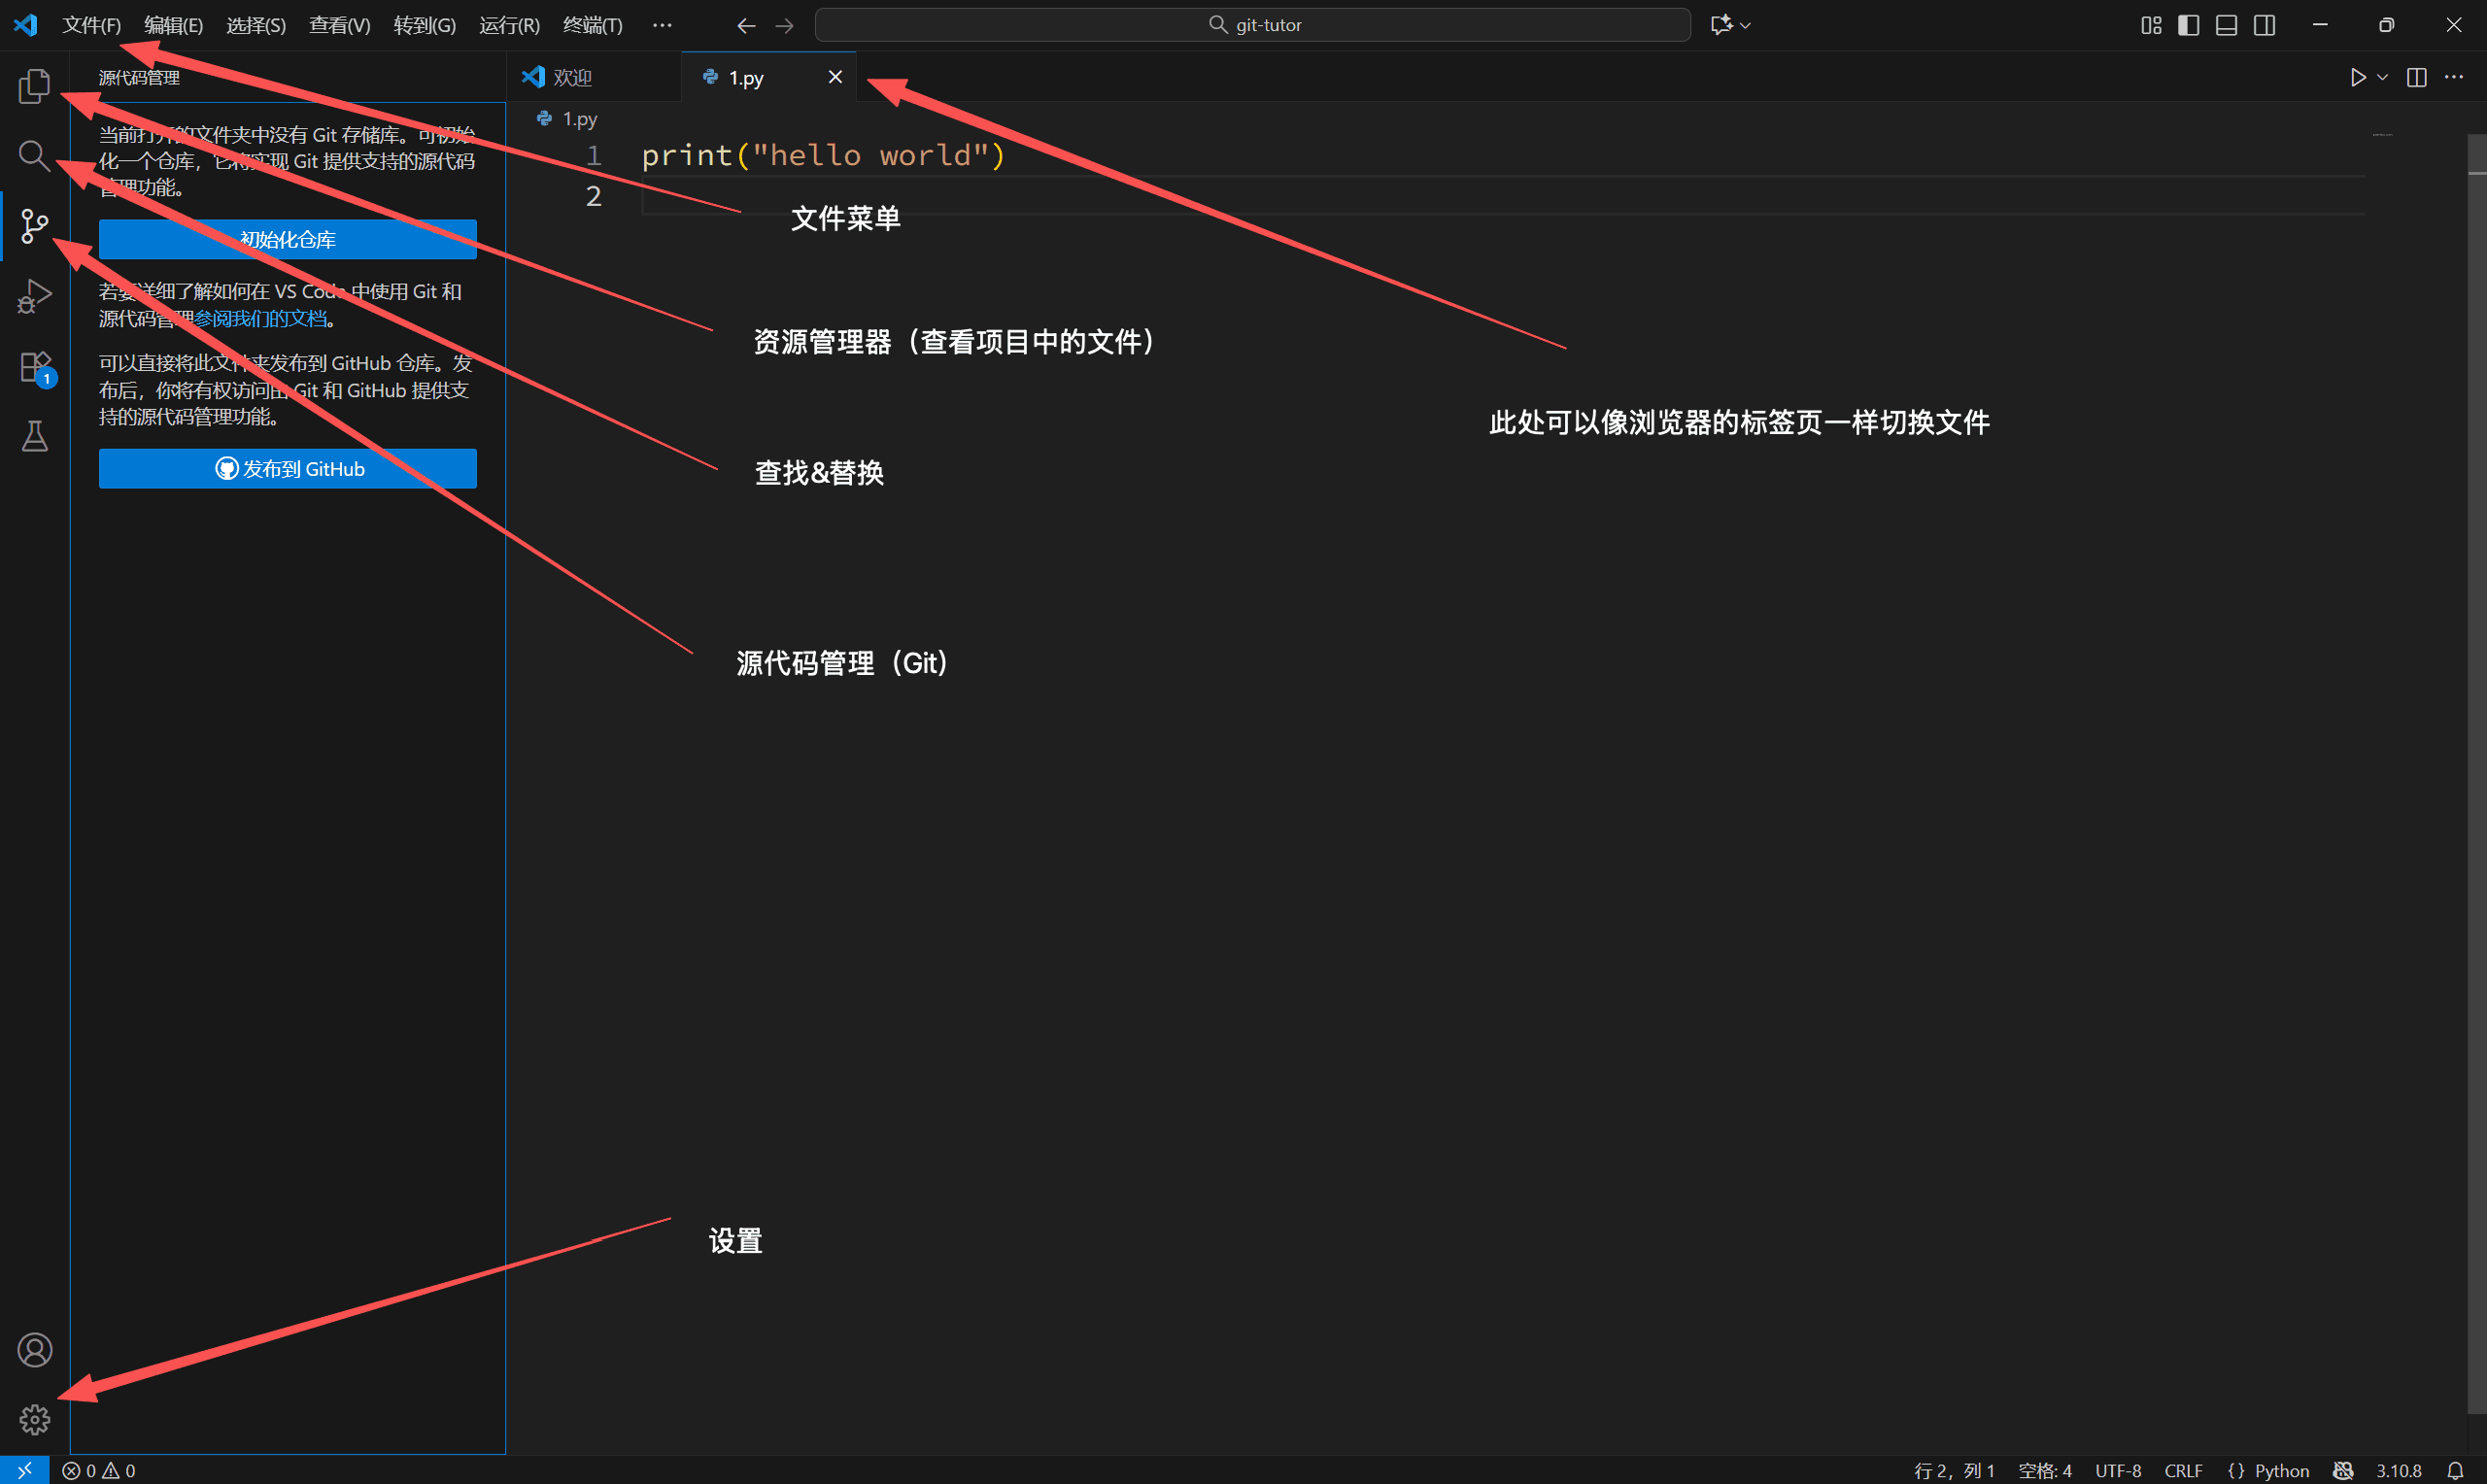 文件(F) 编辑(E) 选择(S) 查看(V) 转到(G) 运行(R) 终端(T) ··· git-tutor
源代码管理
当前打开的文件夹中没有 Git 存储库。可初始
化一个仓库，它将实现 Git 提供支持的源代码
管理功能。
初始化仓库
若要详细了解如何在 VS Code 中使用 Git 和
源代码管理参阅我们的文档。
可以直接将此文件夹发布到 GitHub 仓库。发
布后，你将有权访问由 Git 和 GitHub 提供支
持的源代码管理功能。
发布到 GitHub
1
欢迎 1.py
1.py
1 print("hello world")
2
文件菜单
资源管理器（查看项目中的文件）
此处可以像浏览器的标签页一样切换文件
查找&替换
源代码管理（Git）
设置
0 0 行 2，列 1 空格: 4 UTF-8 CRLF {} Python 3.10.8